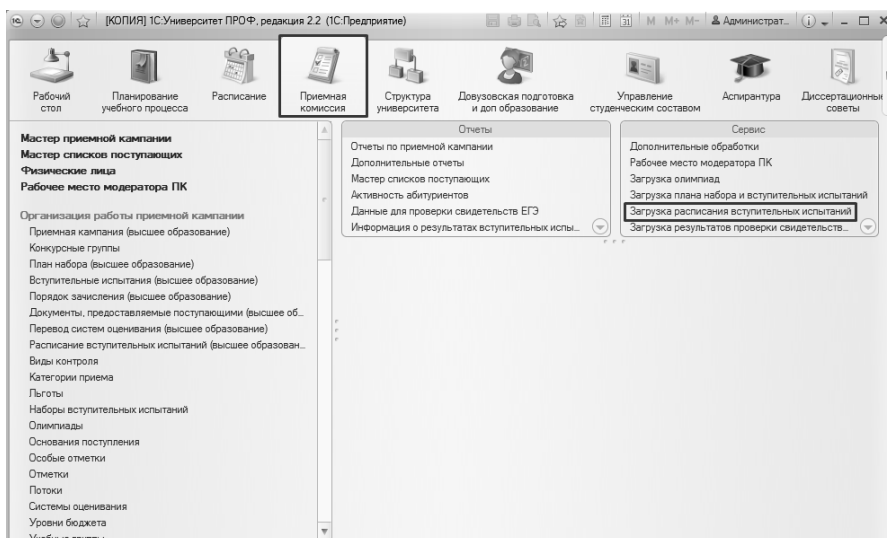 [КОПИЯ] 1С:Университет ПРОФ, редакция 2.2 (1С:Предприятие)
M M+ M- Администрат...
Рабочий стол
Планирование учебного процесса
Расписание
Приемная комиссия
Структура университета
Довузовская подготовка и доп образование
Управление студенческим составом
Аспирантура
Диссертационные советы
Мастер приемной кампании
Мастер списков поступающих
Физические лица
Рабочее место модератора ПК
Организация работы приемной кампании
Приемная кампания (высшее образование)
Конкурсные группы
План набора (высшее образование)
Вступительные испытания (высшее образование)
Порядок зачисления (высшее образование)
Документы, предоставляемые поступающими (высшее об...
Перевод систем оценивания (высшее образование)
Расписание вступительных испытаний (высшее образован...
Виды контроля
Категории приема
Льготы
Наборы вступительных испытаний
Олимпиады
Основания поступления
Особые отметки
Отметки
Потоки
Системы оценивания
Уровни бюджета
Отчеты
Отчеты по приемной кампании
Дополнительные отчеты
Мастер списков поступающих
Активность абитуриентов
Данные для проверки свидетельств ЕГЭ
Информация о результатах вступительных испы...
Сервис
Дополнительные обработки
Рабочее место модератора ПК
Загрузка олимпиад
Загрузка плана набора и вступительных испытаний
Загрузка расписания вступительных испытаний
Загрузка результатов проверки свидетельств...